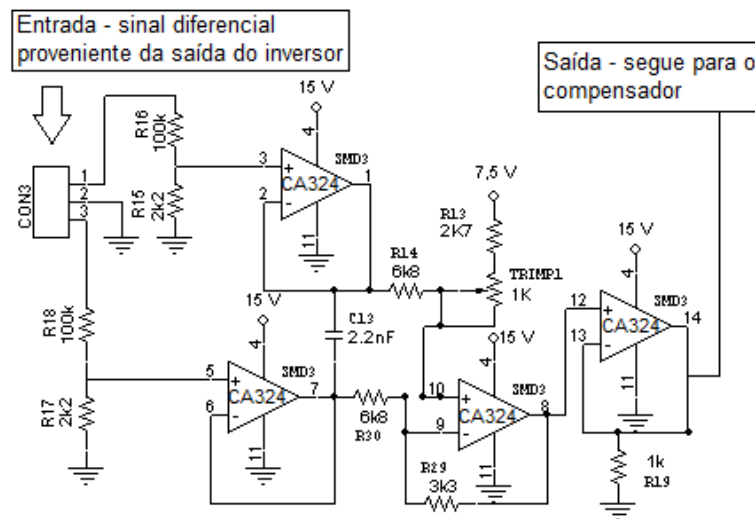 Entrada - sinal diferencial
proveniente da saída do inversor
Saída - segue para o
compensador
CON3
1
2
3
R16
100k
R15
2k2
15 V
4
3
+
SMD3
CA324
1
2
-
11
7,5 V
R13
2K7
R14
6k8
TRIMP1
1K
C13
2.2nF
R18
100k
R17
2k2
15 V
4
5
+
SMD3
CA324
7
6
-
11
6k8
R30
15 V
4
10
+
SMD3
CA324
8
9
-
11
R29
3k3
15 V
4
12
+
SMD3
CA324
14
13
-
11
1k
R19